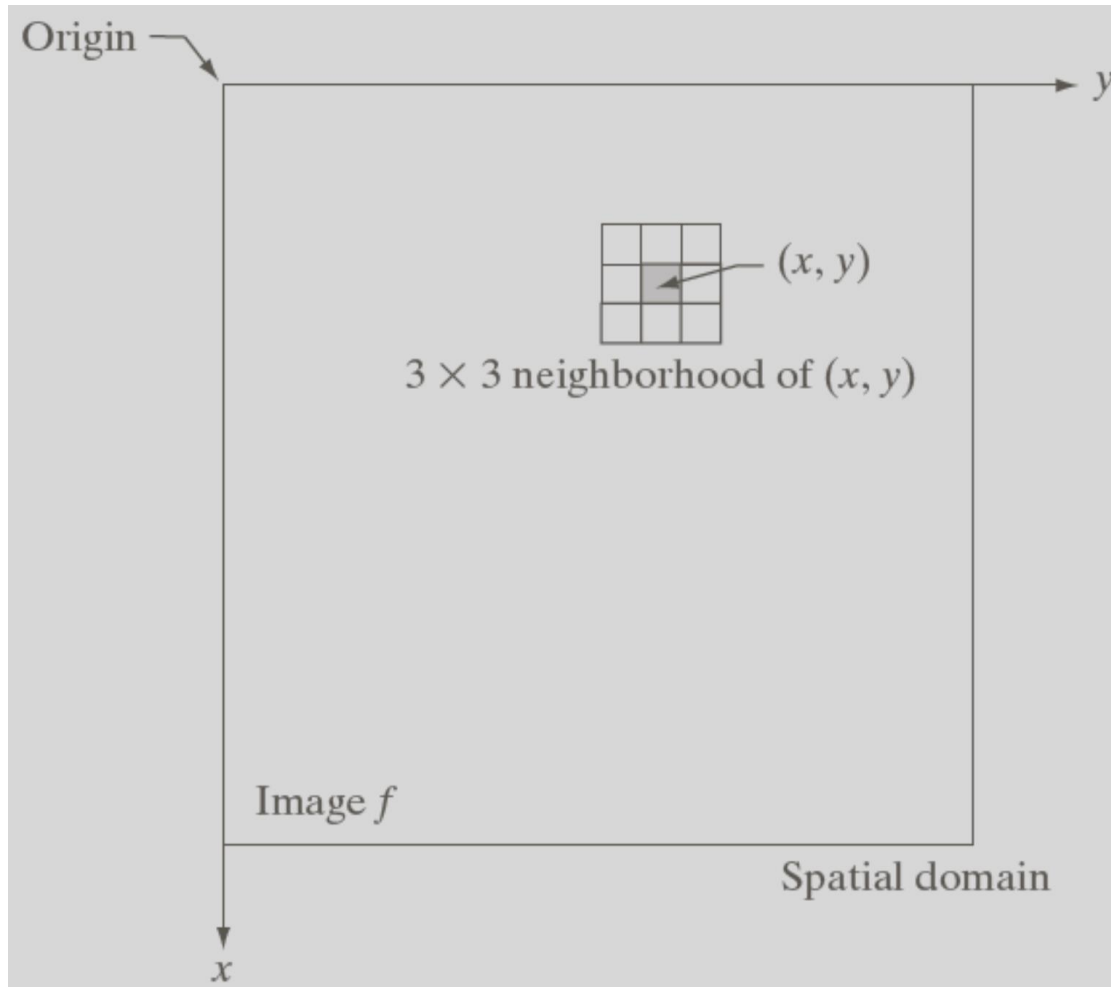 Origin
y
(x, y)
3 × 3 neighborhood of (x, y)
Image f
Spatial domain
x